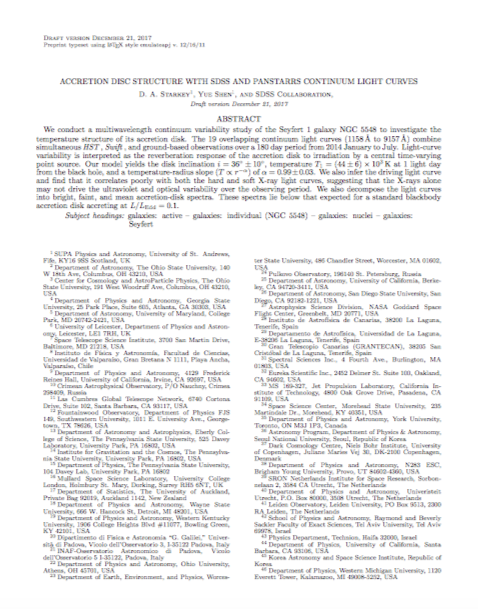 DRAFT VERSION DECEMBER 21, 2017
Preprint typeset using LATEX style emulateapj v. 12/16/11
ACCRETION DISC STRUCTURE WITH SDSS AND PANSTARRS CONTINUUM LIGHT CURVES
D. A. STARKEY1, YUE SHEN1, AND SDSS COLLABORATION,
Draft version December 21, 2017
ABSTRACT
We conduct a multiwavelength continuum variability study of the Seyfert 1 galaxy NGC 5548 to investigate the
temperature structure of its accretion disk. The 19 overlapping continuum light curves (1158 Å to 9157 Å) combine
simultaneous HST, Swift, and ground-based observations over a 180 day period from 2014 January to July. Light-curve
variability is interpreted as the reverberation response of the accretion disk to irradiation by a central time-varying
point source. Our model yields the disk inclination i = 36° ± 10°, temperature T1 = (44 ± 6) × 10³ K at 1 light day
from the black hole, and a temperature-radius slope (T ∝ r−α) of α = 0.99 ± 0.03. We also infer the driving light curve
and find that it correlates poorly with both the hard and soft X-ray light curves, suggesting that the X-rays alone
may not drive the ultraviolet and optical variability over the observing period. We also decompose the light curves
into bright, faint, and mean accretion-disk spectra. These spectra lie below that expected for a standard blackbody
accretion disk accreting at L/LEdd = 0.1.
Subject headings: galaxies: active – galaxies: individual (NGC 5548) – galaxies: nuclei – galaxies:
Seyfert
1 SUPA Physics and Astronomy, University of St. Andrews,
Fife, KY16 9SS Scotland, UK
2 Department of Astronomy, The Ohio State University, 140
W 18th Ave, Columbus, OH 43210, USA
3 Center for Cosmology and AstroParticle Physics, The Ohio
State University, 191 West Woodruff Ave, Columbus, OH 43210,
USA
4 Department of Physics and Astronomy, Georgia State
University, 25 Park Place, Suite 605, Atlanta, GA 30303, USA
5 Department of Astronomy, University of Maryland, College
Park, MD 20742-2421, USA
6 University of Leicester, Department of Physics and Astronomy,
Leicester, LE1 7RH, UK
7 Space Telescope Science Institute, 3700 San Martin Drive,
Baltimore, MD 21218, USA
8 Instituto de Física y Astronomía, Facultad de Ciencias,
Universidad de Valparaíso, Gran Bretaña N 1111, Playa Ancha,
Valparaíso, Chile
9 Department of Physics and Astronomy, 4129 Frederick
Reines Hall, University of California, Irvine, CA 92697, USA
10 Crimean Astrophysical Observatory, P/O Nauchny, Crimea
298409, Russia
11 Las Cumbres Global Telescope Network, 6740 Cortona
Drive, Suite 102, Santa Barbara, CA 93117, USA
12 Fountainwood Observatory, Department of Physics FJS
149, Southwestern University, 1011 E. University Ave., Georgetown,
TX 78626, USA
13 Department of Astronomy and Astrophysics, Eberly College
of Science, The Pennsylvania State University, 525 Davey
Laboratory, University Park, PA 16802, USA
14 Institute for Gravitation and the Cosmos, The Pennsylvania
State University, University Park, PA 16802
15 Department of Physics, The Pennsylvania State University,
104 Davey Lab, University Park, PA 16802
16 Mullard Space Science Laboratory, University College
London, Holmbury St. Mary, Dorking, Surrey RH5 6NT, UK
17 Department of Statistics, The University of Auckland,
Private Bag 92019, Auckland 1142, New Zealand
18 Department of Physics and Astronomy, Wayne State
University, 666 W. Hancock St, Detroit, MI 48201, USA
19 Department of Physics and Astronomy, Western Kentucky
University, 1906 College Heights Blvd #11077, Bowling Green,
KY 42101, USA
20 Dipartimento di Fisica e Astronomia “G. Galilei,” Università
di Padova, Vicolo dell'Osservatorio 3, I-35122 Padova, Italy
21 INAF-Osservatorio Astronomico di Padova, Vicolo
dell'Osservatorio 5 I-35122, Padova, Italy
22 Department of Physics and Astronomy, Ohio University,
Athens, OH 45701, USA
23 Department of Earth, Environment, and Physics, Worcester
State University, 486 Chandler Street, Worcester, MA 01602,
USA
24 Pulkovo Observatory, 196140 St. Petersburg, Russia
25 Department of Astronomy, University of California, Berkeley,
CA 94720-3411, USA
26 Department of Astronomy, San Diego State University, San
Diego, CA 92182-1221, USA
27 Astrophysics Science Division, NASA Goddard Space
Flight Center, Greenbelt, MD 20771, USA
28 Instituto de Astrofísica de Canarias, 38200 La Laguna,
Tenerife, Spain
29 Departamento de Astrofísica, Universidad de La Laguna,
E-38206 La Laguna, Tenerife, Spain
30 Gran Telescopio Canarias (GRANTECAN), 38205 San
Cristóbal de La Laguna, Tenerife, Spain
31 Spectral Sciences Inc., 4 Fourth Ave., Burlington, MA
01803, USA
32 Eureka Scientific Inc., 2452 Delmer St. Suite 100, Oakland,
CA 94602, USA
33 MS 169-327, Jet Propulsion Laboratory, California Institute
of Technology, 4800 Oak Grove Drive, Pasadena, CA
91109, USA
34 Space Science Center, Morehead State University, 235
Martindale Dr., Morehead, KY 40351, USA
35 Department of Physics and Astronomy, York University,
Toronto, ON M3J 1P3, Canada
36 Astronomy Program, Department of Physics & Astronomy,
Seoul National University, Seoul, Republic of Korea
37 Dark Cosmology Center, Niels Bohr Institute, University
of Copenhagen, Juliane Maries Vej 30, DK-2100 Copenhagen,
Denmark
38 Department of Physics and Astronomy, N283 ESC,
Brigham Young University, Provo, UT 84602-4360, USA
39 SRON Netherlands Institute for Space Research, Sorbonnelaan
2, 3584 CA Utrecht, The Netherlands
40 Department of Physics and Astronomy, Universiteit
Utrecht, P.O. Box 80000, 3508 Utrecht, The Netherlands
41 Leiden Observatory, Leiden University, PO Box 9513, 2300
RA Leiden, The Netherlands
42 School of Physics and Astronomy, Raymond and Beverly
Sackler Faculty of Exact Sciences, Tel Aviv University, Tel Aviv
69978, Israel
43 Physics Department, Technion, Haifa 32000, Israel
44 Department of Physics, University of California, Santa
Barbara, CA 93106, USA
45 Korea Astronomy and Space Science Institute, Republic of
Korea
46 Department of Physics, Western Michigan University, 1120
Everett Tower, Kalamazoo, MI 49008-5252, USA